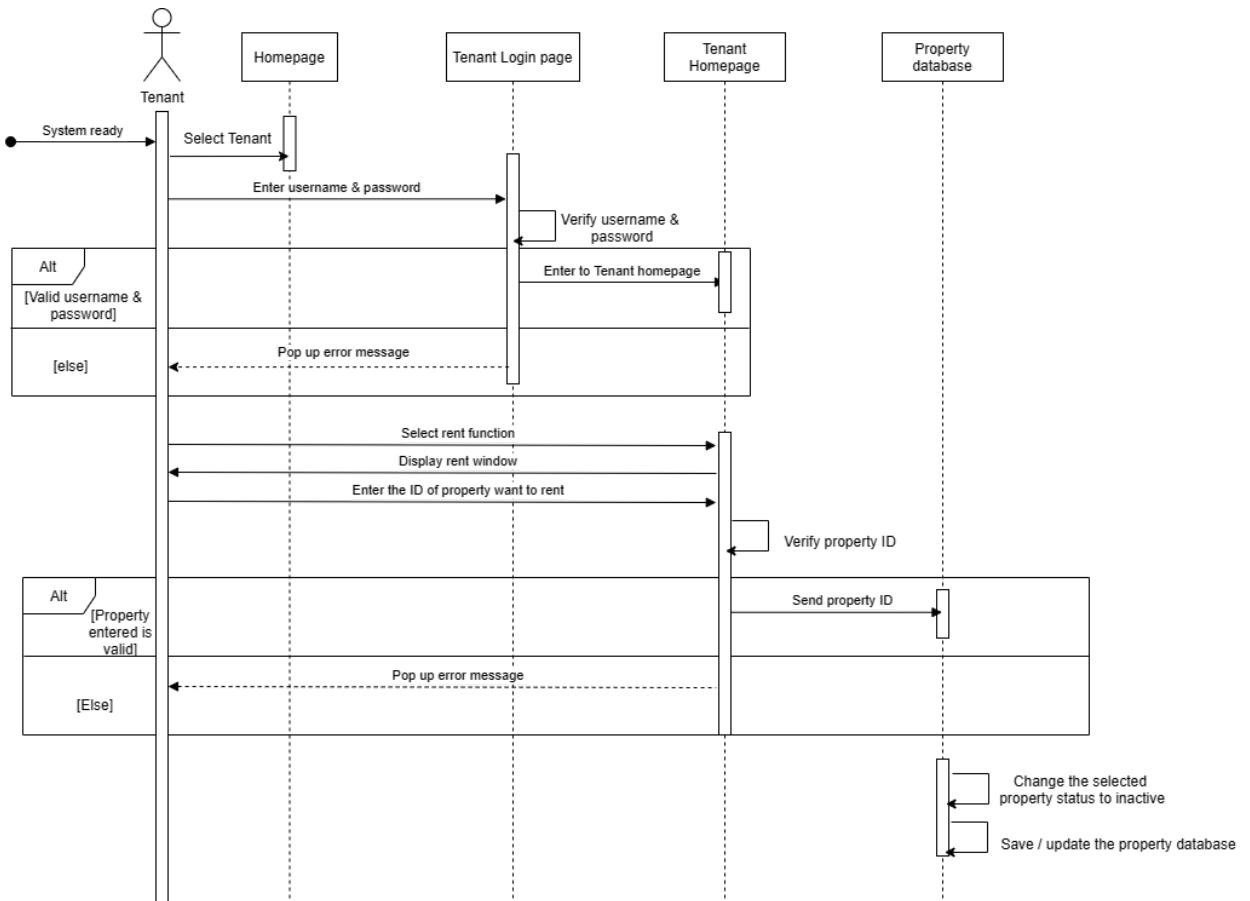 Tenant
Homepage
Tenant Login page
Tenant
Homepage
Property
database
System ready
Select Tenant
Enter username & password
Verify username &
password
Alt
[Valid username &
password]
Enter to Tenant homepage
[else]
Pop up error message
Select rent function
Display rent window
Enter the ID of property want to rent
Verify property ID
Alt
[Property
entered is
valid]
Send property ID
Pop up error message
[Else]
Change the selected
property status to inactive
Save / update the property database